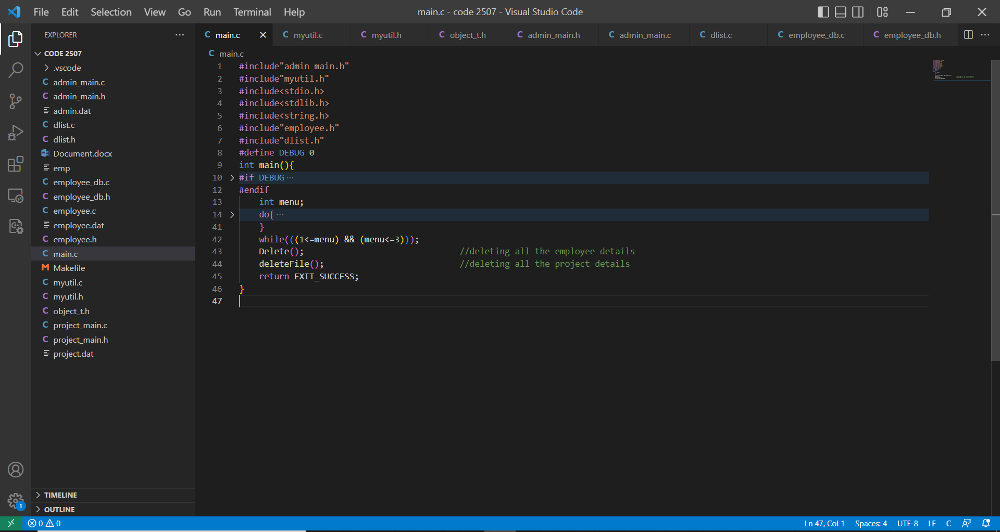 File Edit Selection View Go Run Terminal Help
main.c - code 2507 - Visual Studio Code
EXPLORER
CODE 2507
.vscode
admin_main.c
admin_main.h
admin.dat
dlist.c
dlist.h
Document.docx
emp
employee_db.c
employee_db.h
employee.c
employee.dat
employee.h
main.c
Makefile
myutil.c
myutil.h
object_t.h
project_main.c
project_main.h
project.dat
TIMELINE
OUTLINE
main.c myutil.c myutil.h object_t.h admin_main.h admin_main.c dlist.c employee_db.c employee_db.h
main.c
1 #include"admin_main.h"
2 #include"myutil.h"
3 #include<stdio.h>
4 #include<stdlib.h>
5 #include<string.h>
6 #include"employee.h"
7 #include"dlist.h"
8 #define DEBUG 0
9 int main(){
10 #if DEBUG···
12 #endif
13     int menu;
14     do{···
41     }
42     while(((1<=menu) && (menu<=3)));
43     Delete();                               //deleting all the employee details
44     deleteFile();                           //deleting all the project details
45     return EXIT_SUCCESS;
46 }
47
1
0 0
Ln 47, Col 1 Spaces: 4 UTF-8 LF C